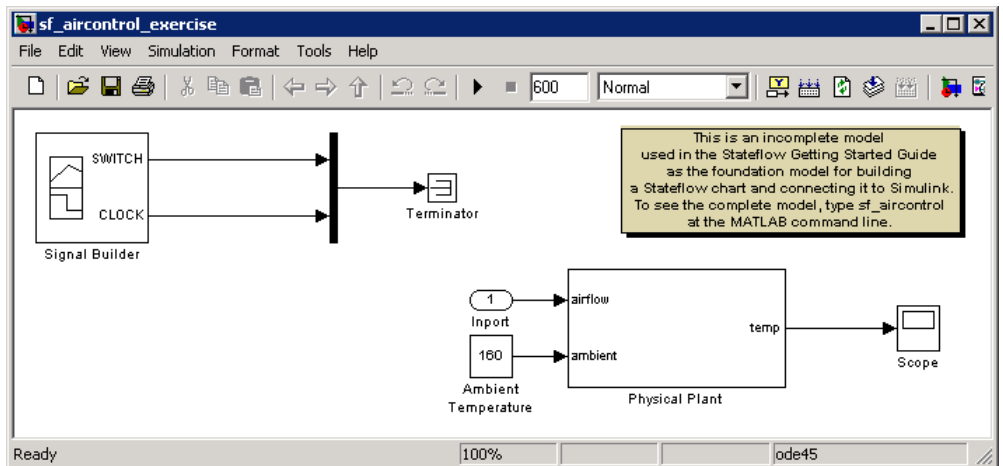 sf_aircontrol_exercise
File Edit View Simulation Format Tools Help
600 Normal
SWITCH
CLOCK
Signal Builder
Terminator
This is an incomplete model
used in the Stateflow Getting Started Guide
as the foundation model for building
a Stateflow chart and connecting it to Simulink.
To see the complete model, type sf_aircontrol
at the MATLAB command line.
1
Inport
airflow
160
ambient
Ambient
Temperature
temp
Physical Plant
Scope
Ready 100% ode45